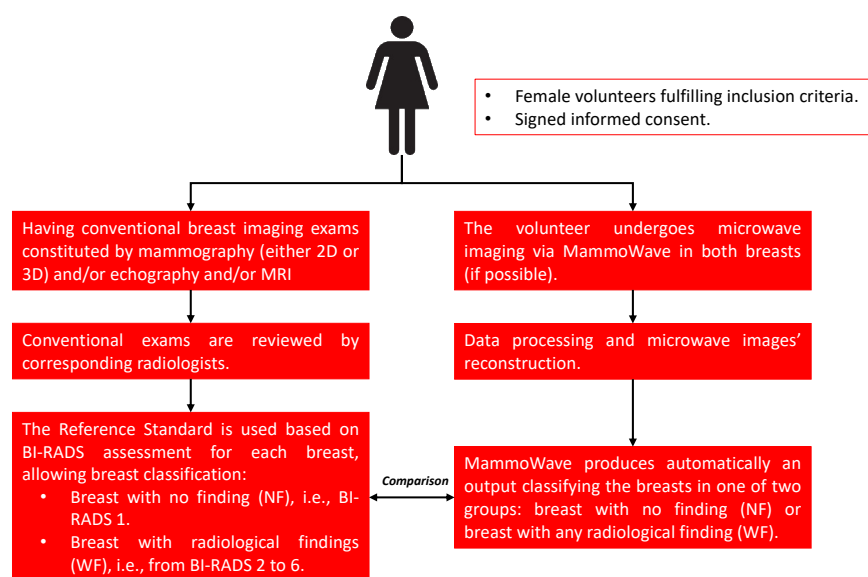 • Female volunteers fulfilling inclusion criteria.
• Signed informed consent.
Having conventional breast imaging exams
constituted by mammography (either 2D or
3D) and/or echography and/or MRI
The volunteer undergoes microwave
imaging via MammoWave in both breasts
(if possible).
Conventional exams are reviewed by
corresponding radiologists.
Data processing and microwave images’
reconstruction.
The Reference Standard is used based on
BI-RADS assessment for each breast,
allowing breast classification:
• Breast with no finding (NF), i.e., BI-
RADS 1.
• Breast with radiological findings
(WF), i.e., from BI-RADS 2 to 6.
Comparison
MammoWave produces automatically an
output classifying the breasts in one of two
groups: breast with no finding (NF) or
breast with any radiological finding (WF).